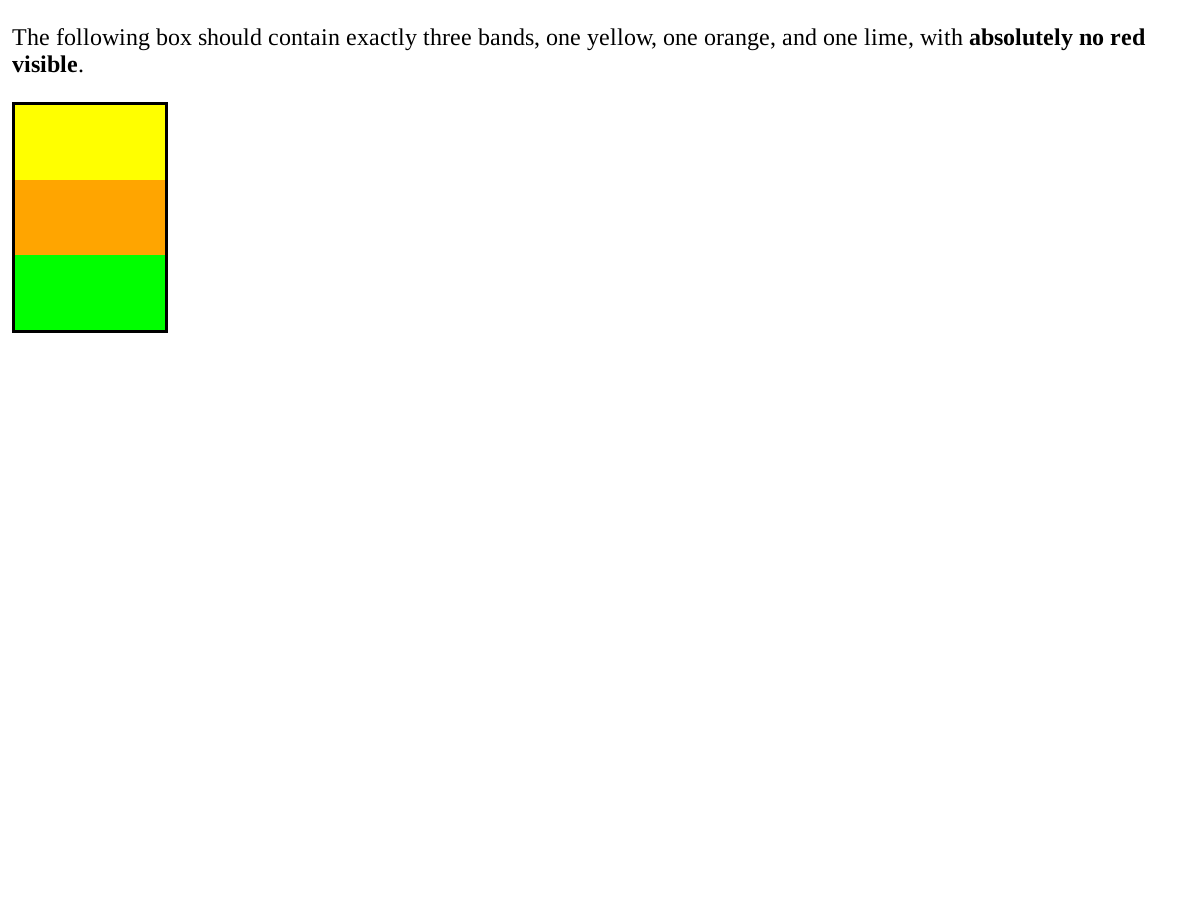 The following box should contain exactly three bands, one yellow, one orange, and one lime, with absolutely no red
visible.